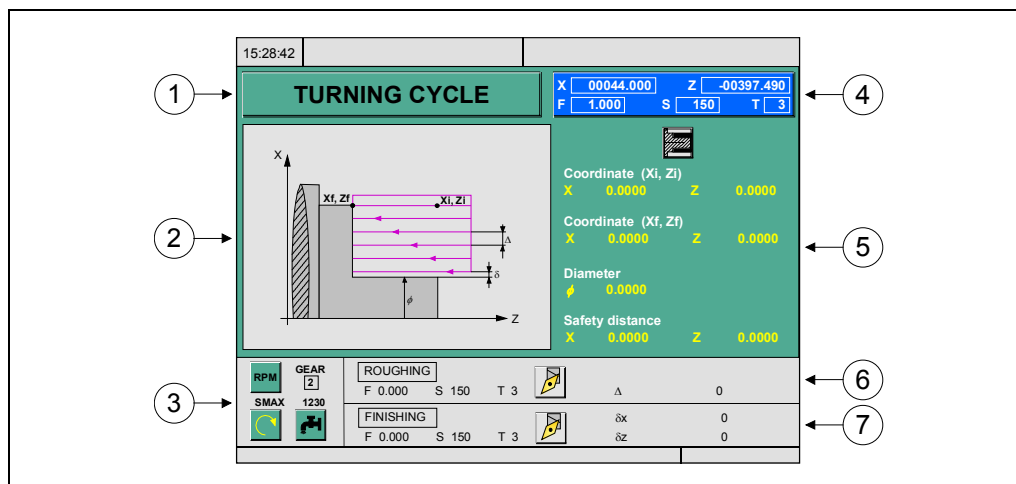 15:28:42
1
TURNING CYCLE
X 00044.000 Z -00397.490
F 1.000 S 150 T 3
4
2
X
Xf, Zf
Xi, Zi
Δ
δ
ϕ
Z
Coordinate (Xi, Zi)
X 0.0000 Z 0.0000
Coordinate (Xf, Zf)
X 0.0000 Z 0.0000
Diameter
ϕ 0.0000
Safety distance
X 0.0000 Z 0.0000
5
3
RPM
GEAR
2
SMAX 1230
ROUGHING
F 0.000 S 150 T 3 Δ 0
6
FINISHING
δx 0
F 0.000 S 150 T 3 δz 0
7